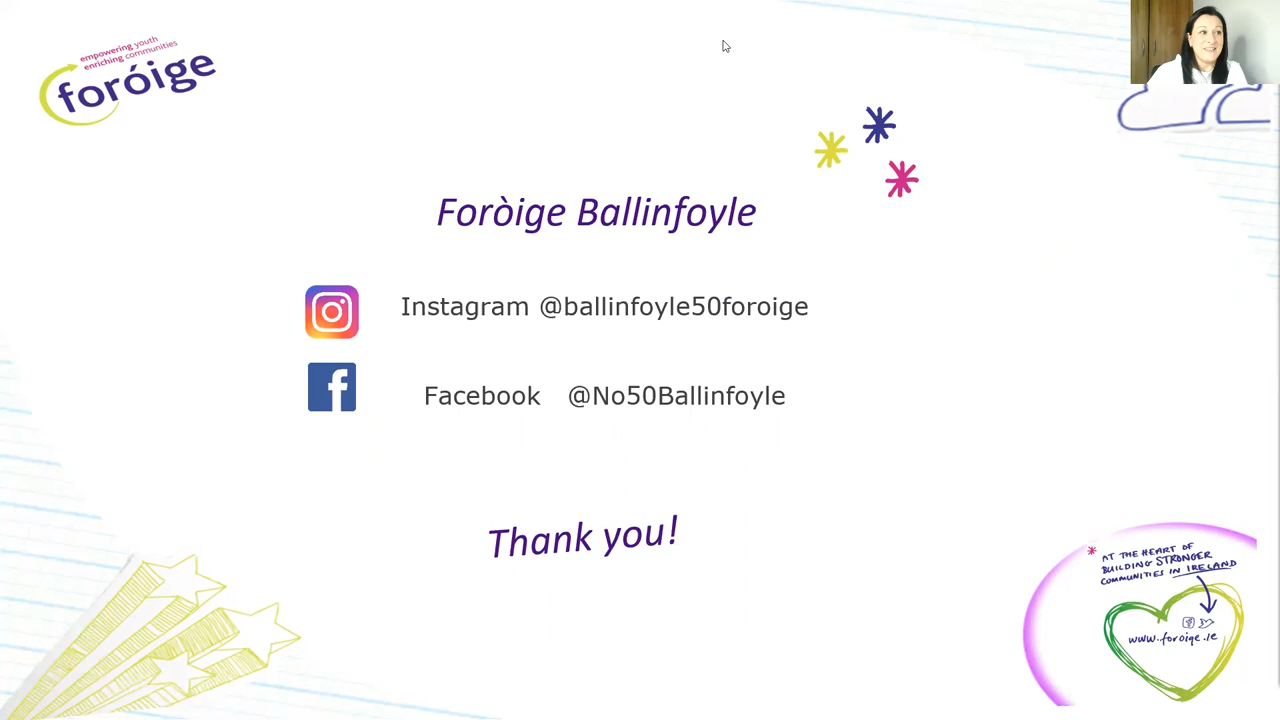 empowering youth
enriching communities
foróige
Foròige Ballinfoyle
Instagram @ballinfoyle50foroige
Facebook @No50Ballinfoyle
Thank you!
* AT THE HEART OF
BUILDING STRONGER
COMMUNITIES IN IRELAND
www.foroige.ie